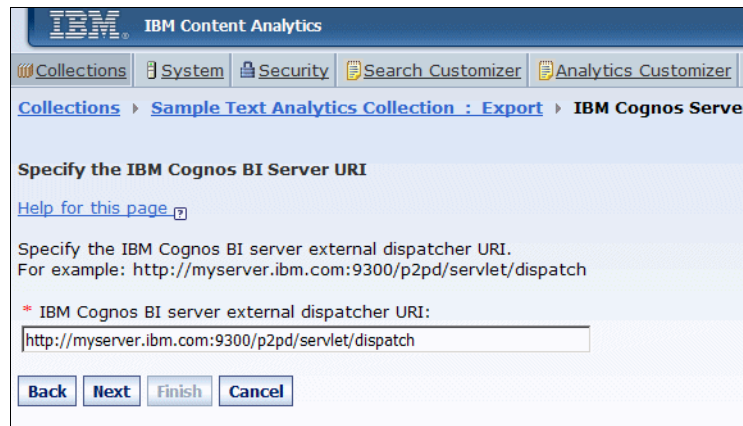 IBM® IBM Content Analytics
Collections System Security Search Customizer Analytics Customizer
Collections Sample Text Analytics Collection : Export IBM Cognos Serve
Specify the IBM Cognos BI Server URI
Help for this page ?
Specify the IBM Cognos BI server external dispatcher URI.
For example: http://myserver.ibm.com:9300/p2pd/servlet/dispatch
* IBM Cognos BI server external dispatcher URI:
http://myserver.ibm.com:9300/p2pd/servlet/dispatch
Back Next Finish Cancel